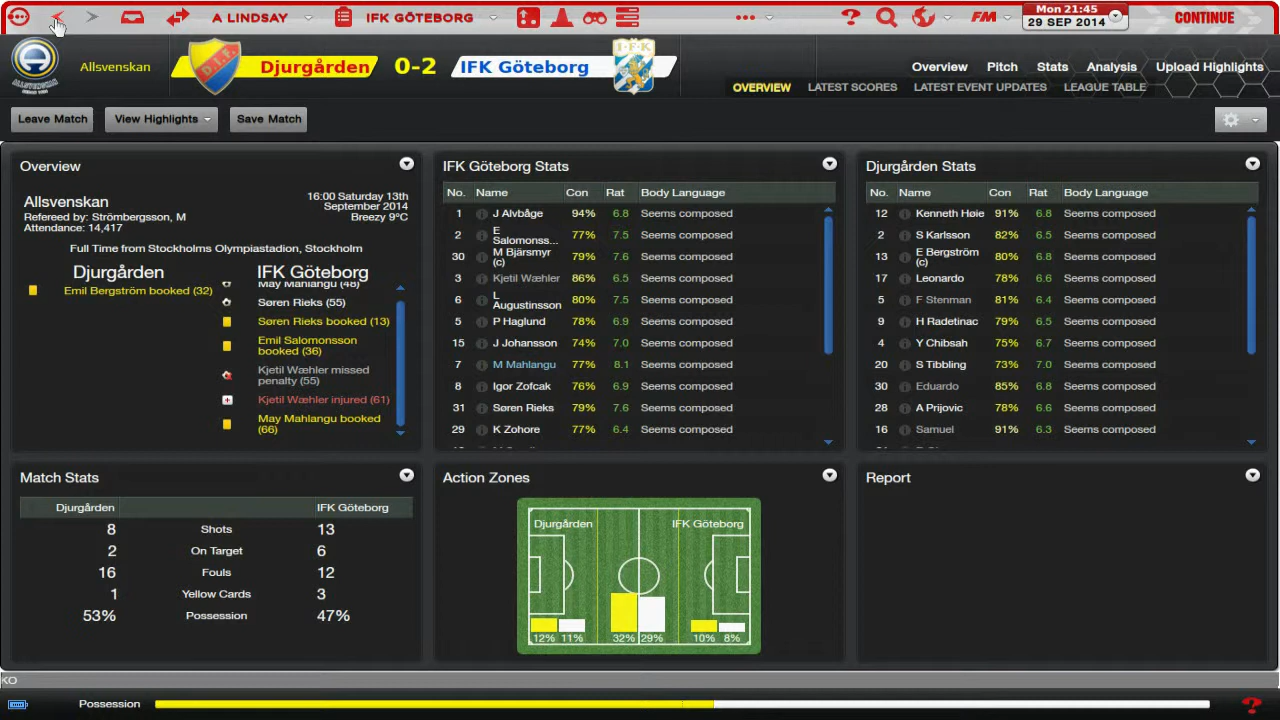 A LINDSAY
IFK GÖTEBORG
FM
Mon 21:45
29 SEP 2014
CONTINUE
Allsvenskan
D.I.F
Djurgården
0-2
IFK Göteborg
I.F.K
Overview
Pitch
Stats
Analysis
Upload Highlights
OVERVIEW
LATEST SCORES
LATEST EVENT UPDATES
LEAGUE TABLE
Leave Match
View Highlights
Save Match
Overview
Allsvenskan
Refereed by: Strömbergsson, M
Attendance: 14,417
16:00 Saturday 13th
September 2014
Breezy 9°C
Full Time from Stockholms Olympiastadion, Stockholm
Djurgården
IFK Göteborg
Emil Bergström booked (32)
May Mahlangu (48)
Søren Rieks (55)
Søren Rieks booked (13)
Emil Salomonsson
booked (36)
Kjetil Wæhler missed
penalty (55)
Kjetil Wæhler injured (61)
May Mahlangu booked
(66)
IFK Göteborg Stats
No. Name Con Rat Body Language
1 J Alvbåge 94% 6.8 Seems composed
2 E Salomonss... 77% 7.5 Seems composed
30 M Bjärsmyr (c) 79% 7.6 Seems composed
3 Kjetil Wæhler 86% 6.5 Seems composed
6 L Augustinsson 80% 7.5 Seems composed
5 P Haglund 78% 6.9 Seems composed
15 J Johansson 74% 7.0 Seems composed
7 M Mahlangu 77% 8.1 Seems composed
8 Igor Zofcak 76% 6.9 Seems composed
31 Søren Rieks 79% 7.6 Seems composed
29 K Zohore 77% 6.4 Seems composed
Djurgården Stats
No. Name Con Rat Body Language
12 Kenneth Høie 91% 6.8 Seems composed
2 S Karlsson 82% 6.5 Seems composed
13 E Bergström (c) 80% 6.8 Seems composed
17 Leonardo 78% 6.6 Seems composed
5 F Stenman 81% 6.4 Seems composed
9 H Radetinac 79% 6.5 Seems composed
4 Y Chibsah 75% 6.7 Seems composed
20 S Tibbling 73% 7.0 Seems composed
30 Eduardo 85% 6.8 Seems composed
28 A Prijovic 78% 6.6 Seems composed
16 Samuel 91% 6.3 Seems composed
Match Stats
Djurgården IFK Göteborg
8 Shots 13
2 On Target 6
16 Fouls 12
1 Yellow Cards 3
53% Possession 47%
Action Zones
Djurgården IFK Göteborg
12% 11% 32% 29% 10% 8%
Report
KO
Possession